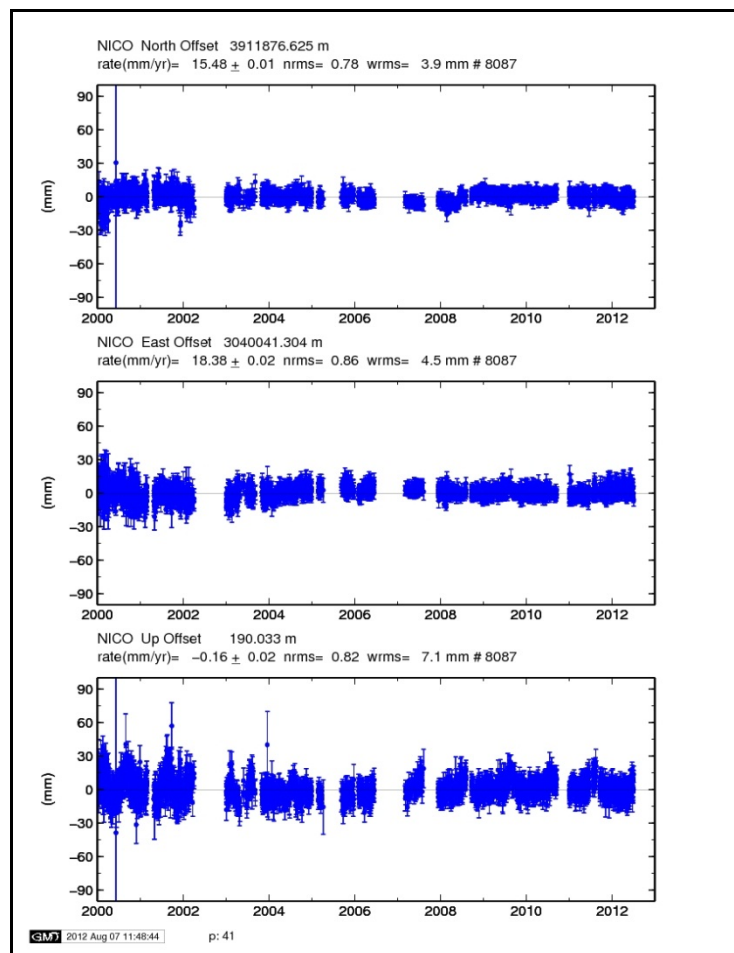 NICO North Offset 3911876.625 m
rate(mm/yr)= 15.48 ± 0.01 nrms= 0.78 wrms= 3.9 mm # 8087
(mm)
90
60
30
0
−30
−60
−90
2000 2002 2004 2006 2008 2010 2012
NICO East Offset 3040041.304 m
rate(mm/yr)= 18.38 ± 0.02 nrms= 0.86 wrms= 4.5 mm # 8087
(mm)
90
60
30
0
−30
−60
−90
2000 2002 2004 2006 2008 2010 2012
NICO Up Offset 190.033 m
rate(mm/yr)= −0.16 ± 0.02 nrms= 0.82 wrms= 7.1 mm # 8087
(mm)
90
60
30
0
−30
−60
−90
2000 2002 2004 2006 2008 2010 2012
GMT 2012 Aug 07 11:48:44 p: 41